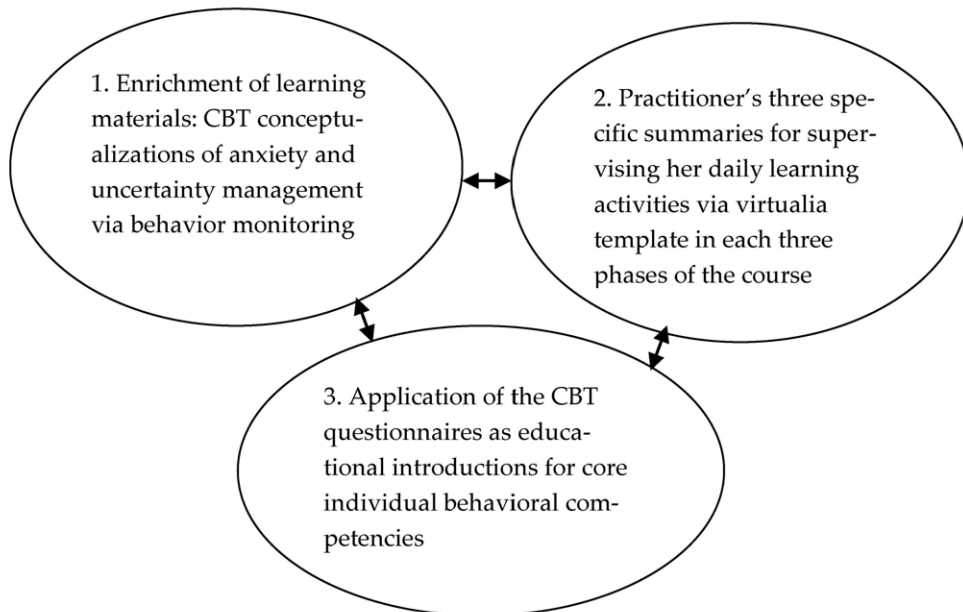 1. Enrichment of learning
materials: CBT conceptu-
alizations of anxiety and
uncertainty management
via behavior monitoring
2. Practitioner’s three spe-
cific summaries for super-
vising her daily learning
activities via virtualia
template in each three
phases of the course
3. Application of the CBT
questionnaires as educa-
tional introductions for core
individual behavioral com-
petencies